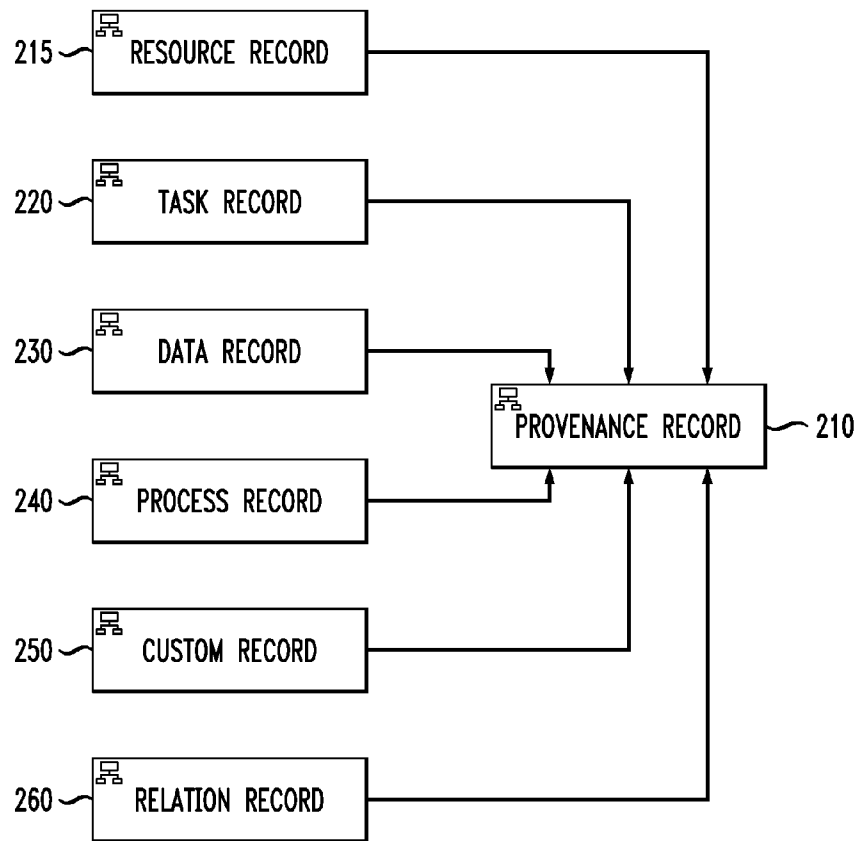 215 RESOURCE RECORD
220 TASK RECORD
230 DATA RECORD
PROVENANCE RECORD 210
240 PROCESS RECORD
250 CUSTOM RECORD
260 RELATION RECORD